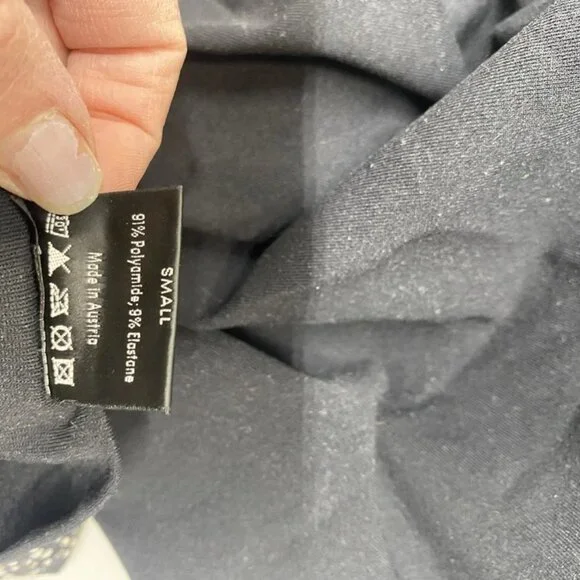 SMALL
91% Polyamide; 9% Elastane
Made in Austria